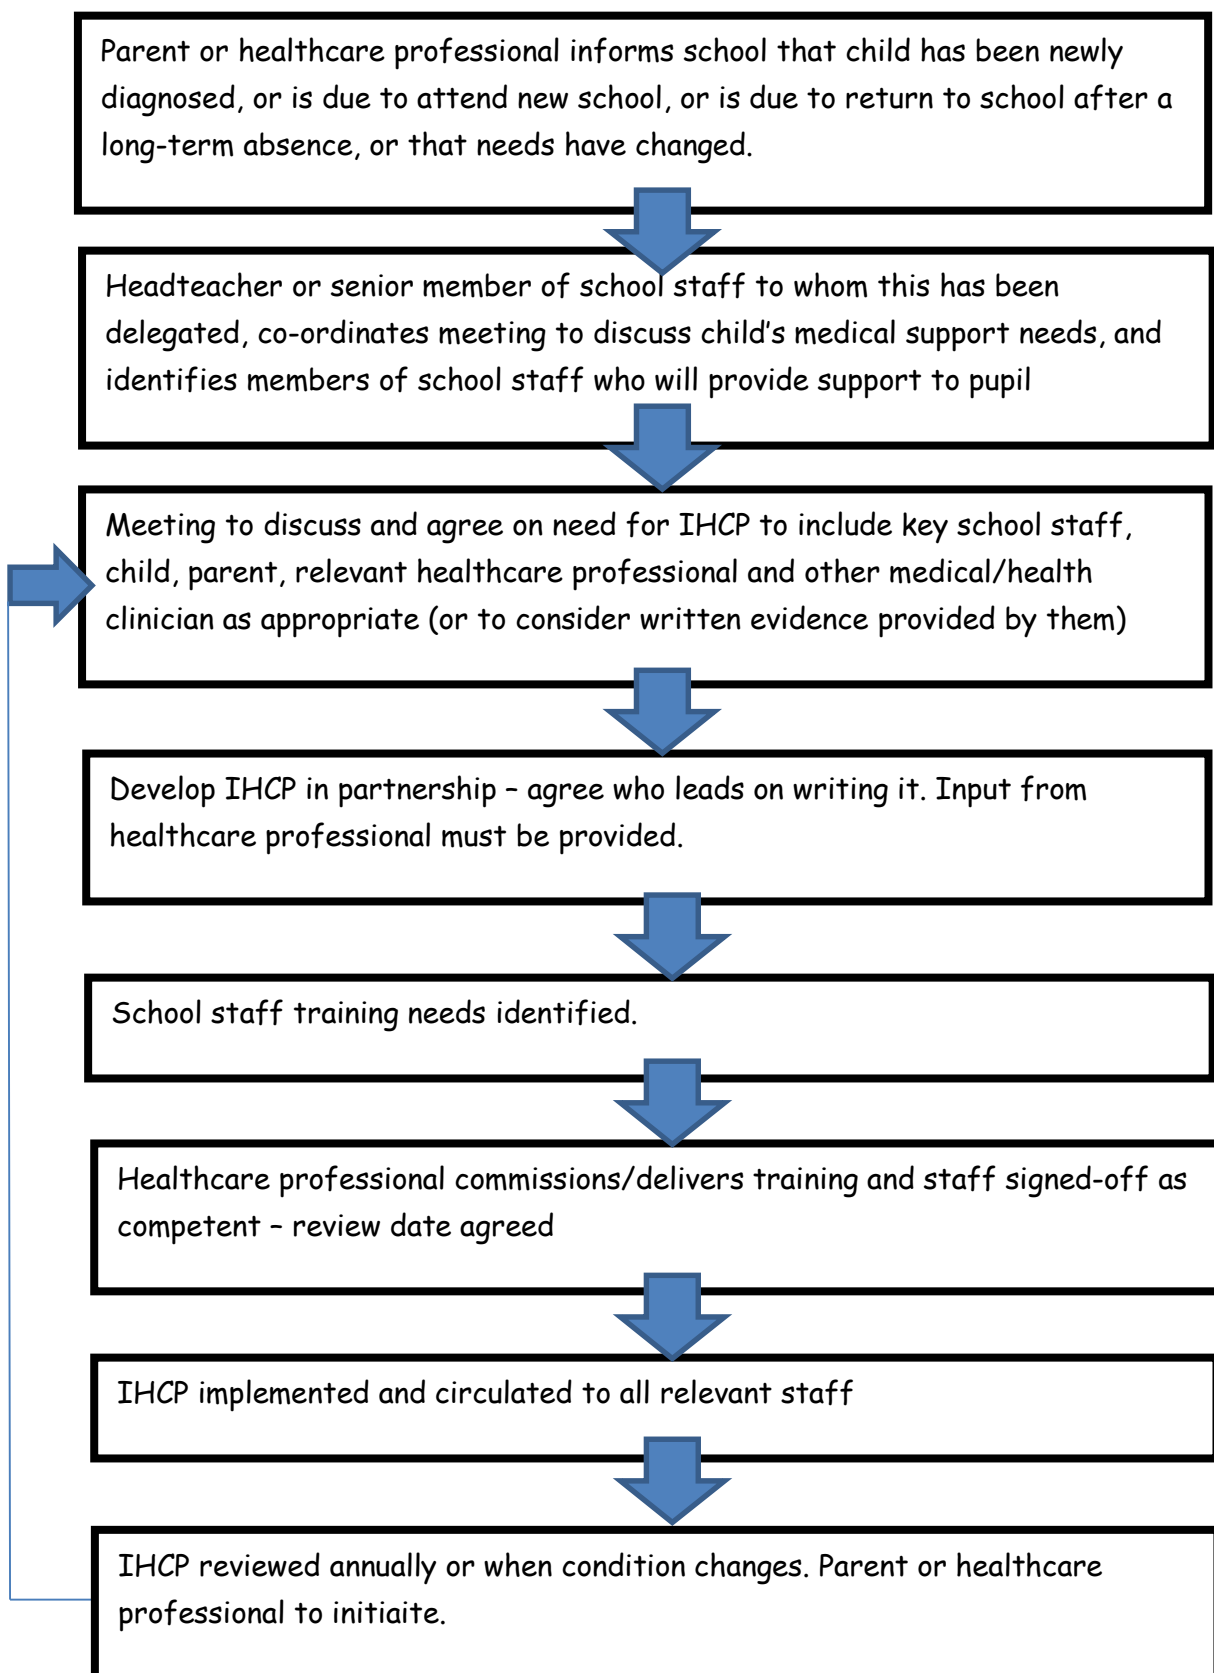 Parent or healthcare professional informs school that child has been newly
diagnosed, or is due to attend new school, or is due to return to school after a
long-term absence, or that needs have changed.
Headteacher or senior member of school staff to whom this has been
delegated, co-ordinates meeting to discuss child's medical support needs, and
identifies members of school staff who will provide support to pupil
Meeting to discuss and agree on need for IHCP to include key school staff,
child, parent, relevant healthcare professional and other medical/health
clinician as appropriate (or to consider written evidence provided by them)
Develop IHCP in partnership – agree who leads on writing it. Input from
healthcare professional must be provided.
School staff training needs identified.
Healthcare professional commissions/delivers training and staff signed-off as
competent – review date agreed
IHCP implemented and circulated to all relevant staff
IHCP reviewed annually or when condition changes. Parent or healthcare
professional to initiaite.